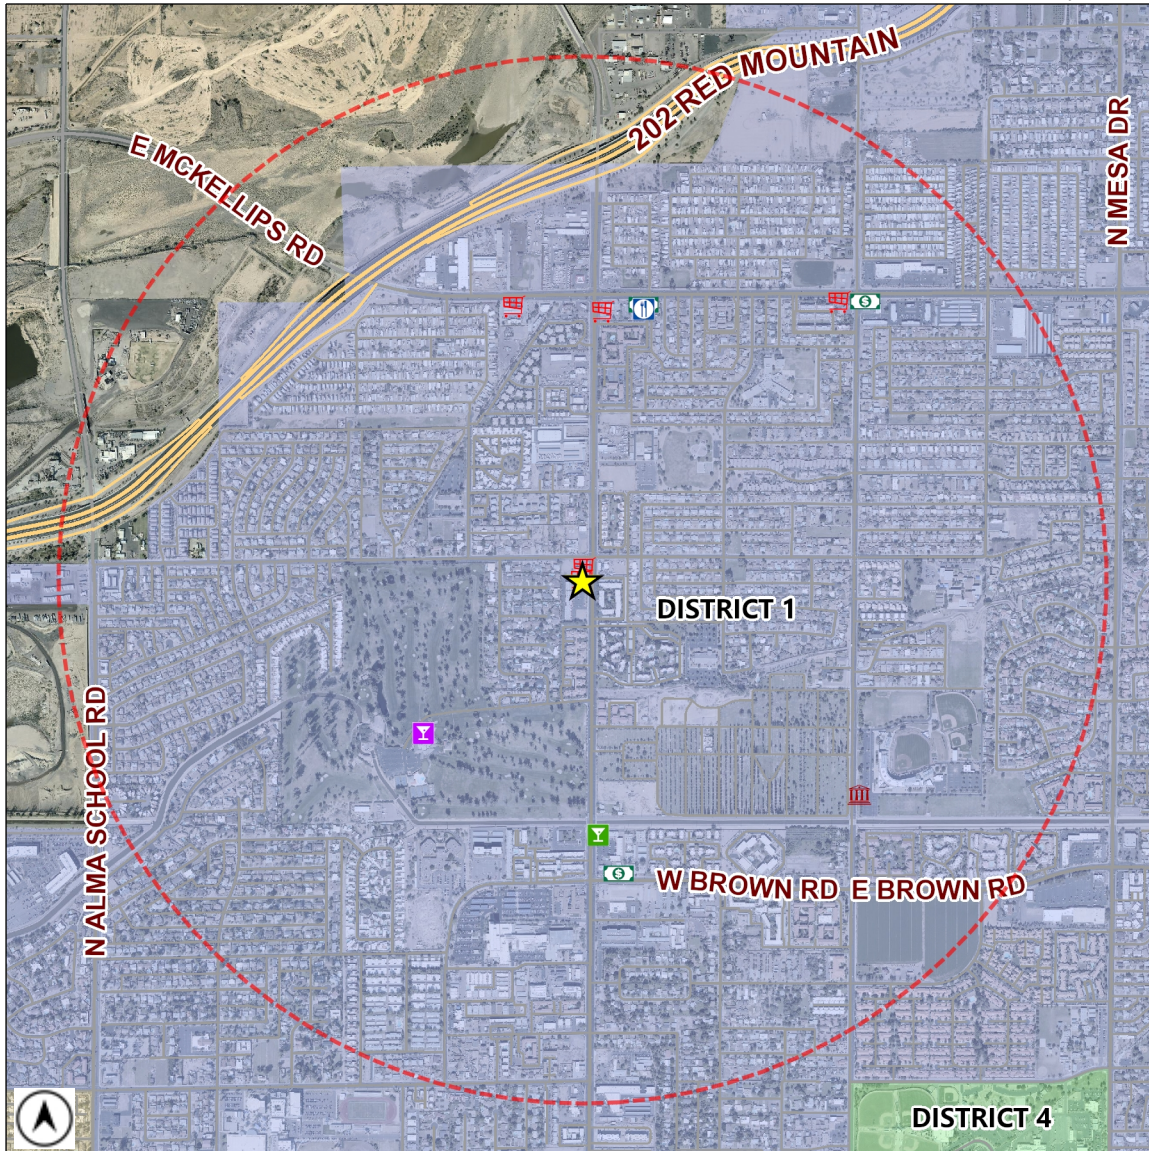 202 RED MOUNTAIN
N MESA DR
E MCKELLIPS RD
DISTRICT 1
N ALMA SCHOOL RD
W BROWN RD
E BROWN RD
DISTRICT 4